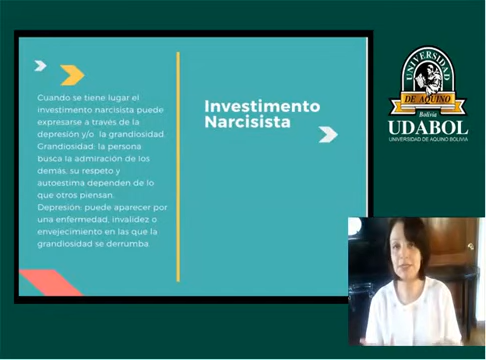 Cuando se tiene lugar el
investimento narcisista puede
expresarse a través de la
depresión y/o la grandiosidad.
Grandiosidad: la persona
busca la admiración de los
demás, su respeto y
autoestima dependen de lo
que otros piensan.
Depresión: puede aparecer por
una enfermedad, invalidez o
envejecimiento en las que la
grandiosidad se derrumba
Investimento
Narcisista
UNIVERSIDAD
DE AQUINO
Bolivia
UDABOL
UNIVERSIDAD DE AQUINO BOLIVIA